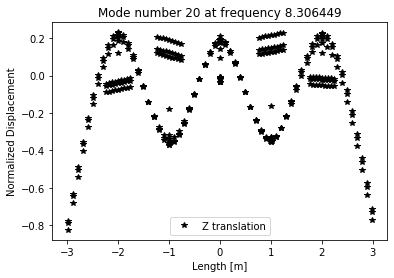 Mode number 20 at frequency 8.306449
0.2
0.0
−0.2
−0.4
−0.6
−0.8
Normalized Displacement
Z translation
−3 −2 −1 0 1 2 3
Length [m]